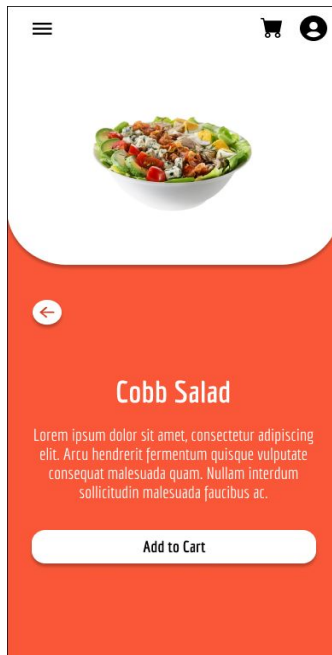 Cobb Salad
Lorem ipsum dolor sit amet, consectetur adipiscing
elit. Arcu hendrerit fermentum quisque vulputate
consequat malesuada quam. Nullam interdum
sollicitudin malesuada faucibus ac.
Add to Cart